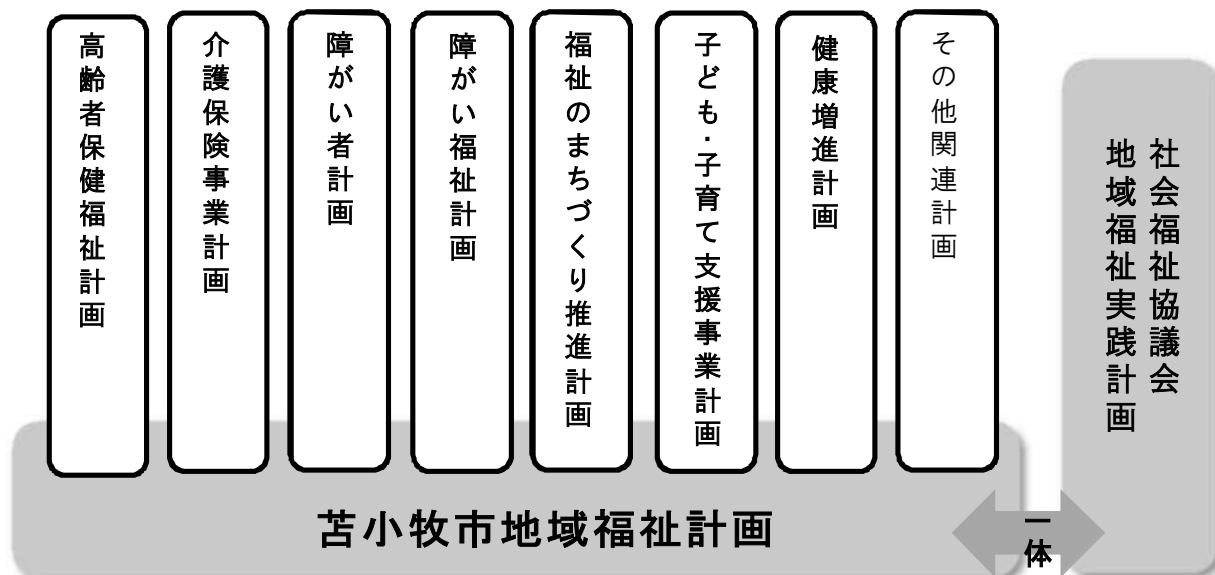 高齢者保健福祉計画
介護保険事業計画
障がい者計画
障がい福祉計画
福祉のまちづくり推進計画
子ども・子育て支援事業計画
健康増進計画
その他関連計画
社会福祉協議会
地域福祉実践計画
苫小牧市地域福祉計画
一体